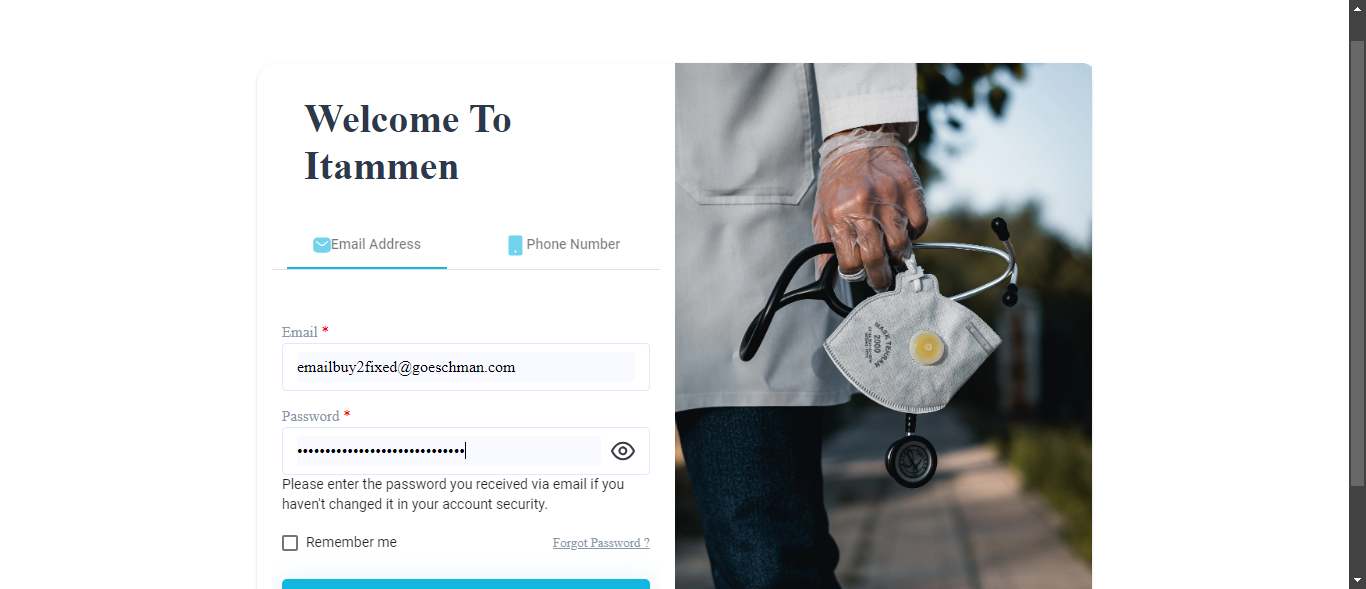 Welcome To
Itammen
Email Address
Phone Number
Email *
emailbuy2fixed@goeschman.com
Password *
•••••••••••••••••••••••••••••••
Please enter the password you received via email if you
haven't changed it in your account security.
Remember me
Forgot Password ?
MASK TEKRAN
2000